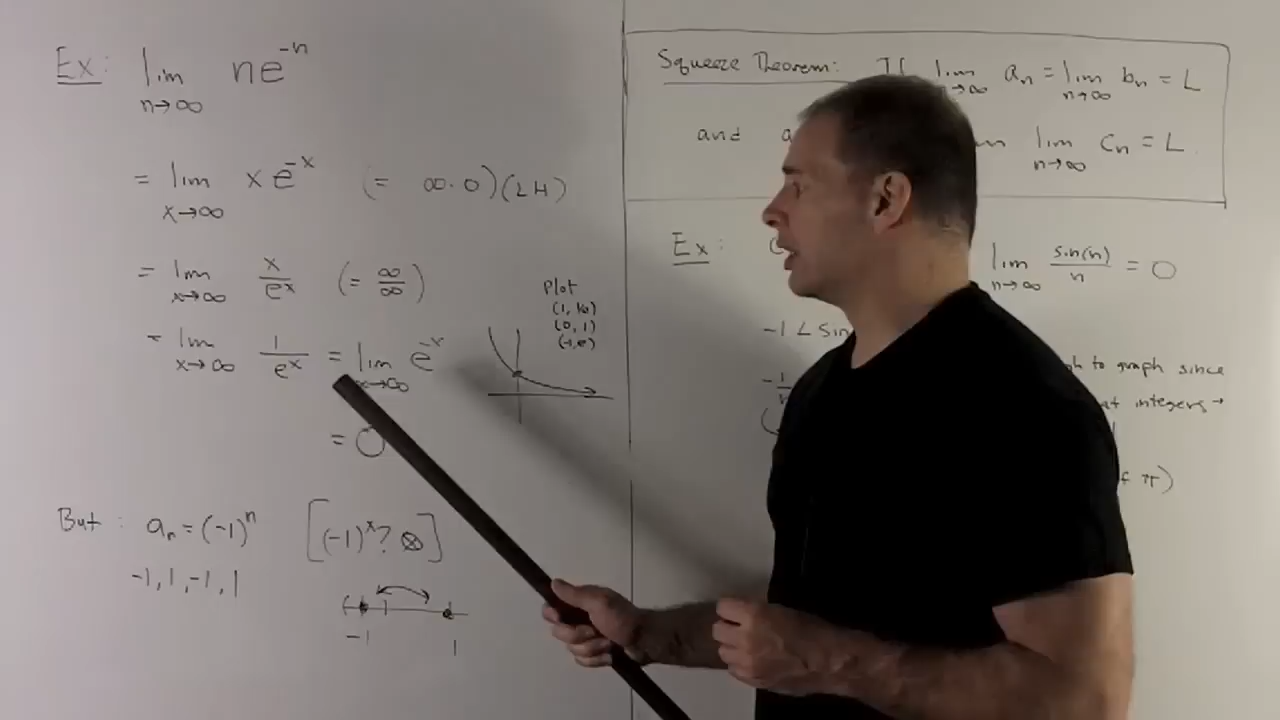 Ex: lim n→∞ ne^{-n}
= lim x→∞ xe^{-x} (= ∞·0)(LH)
= lim x→∞ x/e^x (= ∞/∞)
= lim x→∞ 1/e^x = lim x→∞ e^{-x}
= 0
Plot
(0, 1)
(-1, e)
But: a_n = (-1)^n [(-1)^x? ⊗]
-1, 1, -1, 1
-1 1
Squeeze Theorem: If lim n→∞ a_n = lim n→∞ b_n = L
and lim n→∞ c_n = L.
Ex: lim n→∞ sin(n)/n = 0
-1 < sin
to graph since
at integers →
π)